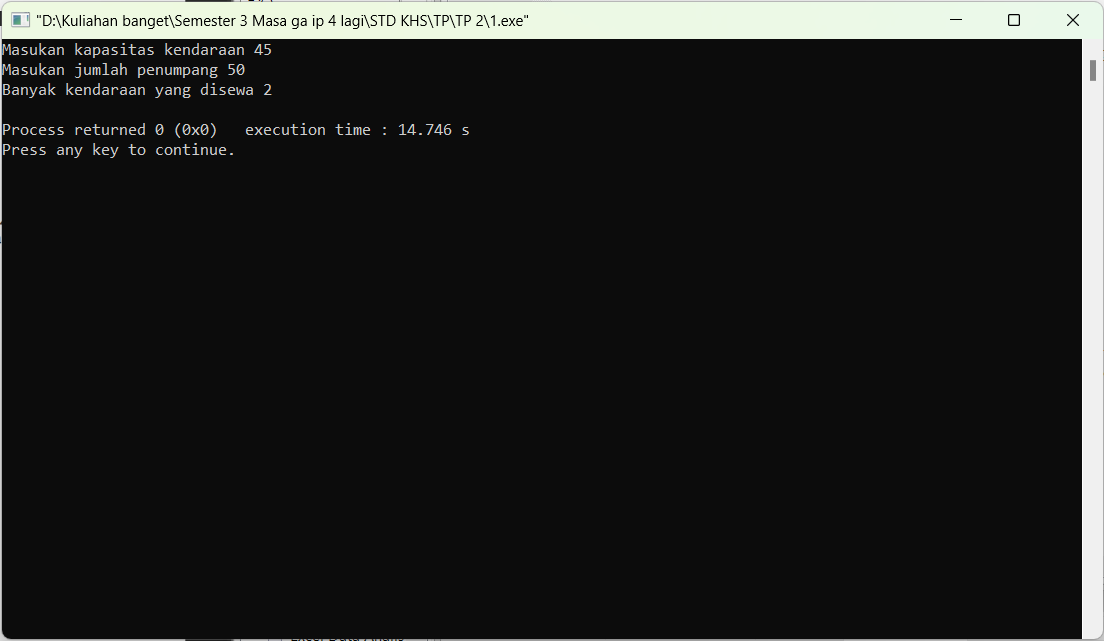 "D:\Kuliahan banget\Semester 3 Masa ga ip 4 lagi\STD KHS\TP\TP 2\1.exe"
Masukan kapasitas kendaraan 45
Masukan jumlah penumpang 50
Banyak kendaraan yang disewa 2
Process returned 0 (0x0)   execution time : 14.746 s
Press any key to continue.